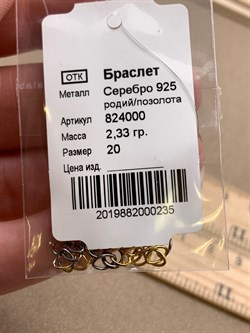 ОТК Браслет
Металл Серебро 925
родий/позолота
Артикул 824000
Масса 2,33 гр.
Размер 20
Цена изд.
2019882000235